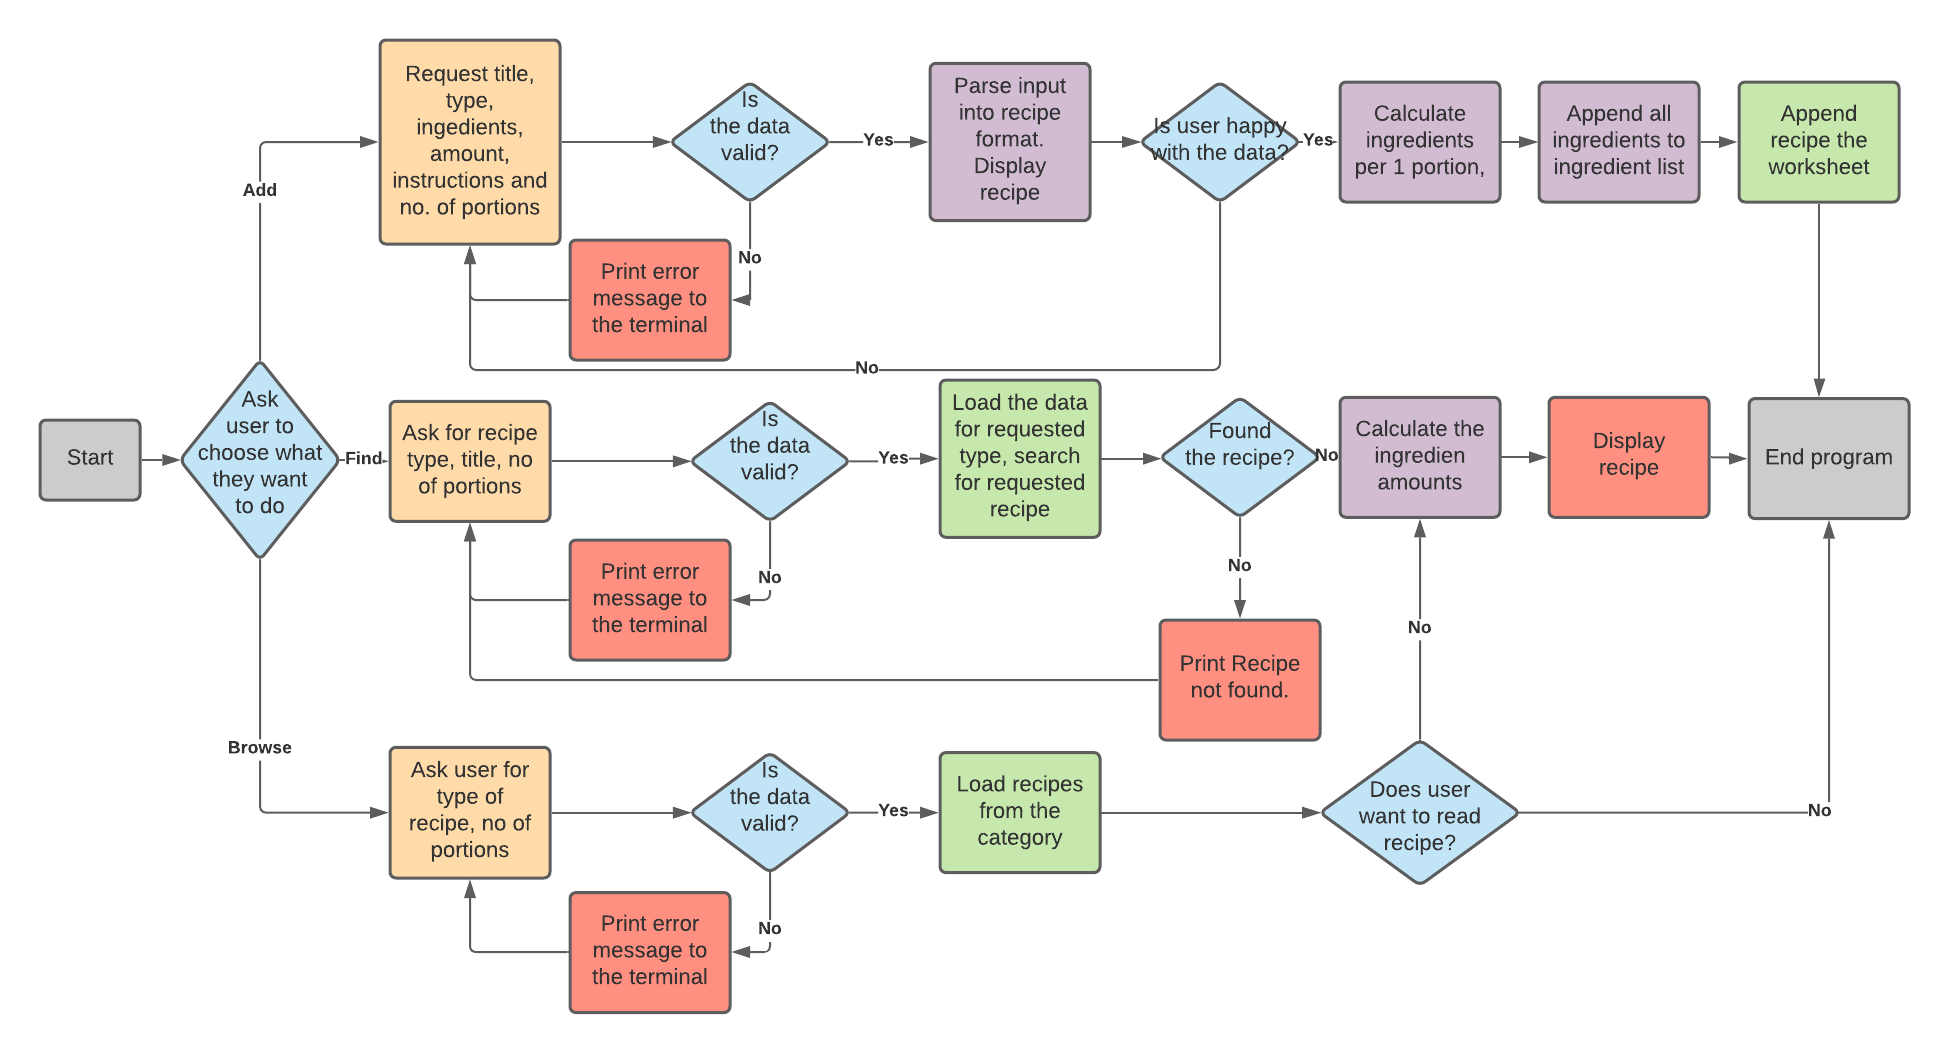 Request title,
type,
ingedients,
amount,
instructions and
no. of portions
Is
the data
valid?
Yes
Parse input
into recipe
format.
Display
recipe
Is user happy
with the data?
Yes
Calculate
ingredients
per 1 portion,
Append all
ingredients to
ingredient list
Append
recipe the
worksheet
Add
No
Print error
message to
the terminal
No
Start
Ask
user to
choose what
they want
to do
Find
Ask for recipe
type, title, no
of portions
Is
the data
valid?
Yes
Load the data
for requested
type, search
for requested
recipe
Found
the recipe?
No
Calculate the
ingredien
amounts
Display
recipe
End program
No
Print error
message to
the terminal
No
Print Recipe
not found.
No
Browse
Ask user for
type of
recipe, no of
portions
Is
the data
valid?
Yes
Load recipes
from the
category
Does user
want to read
recipe?
No
No
Print error
message to
the terminal